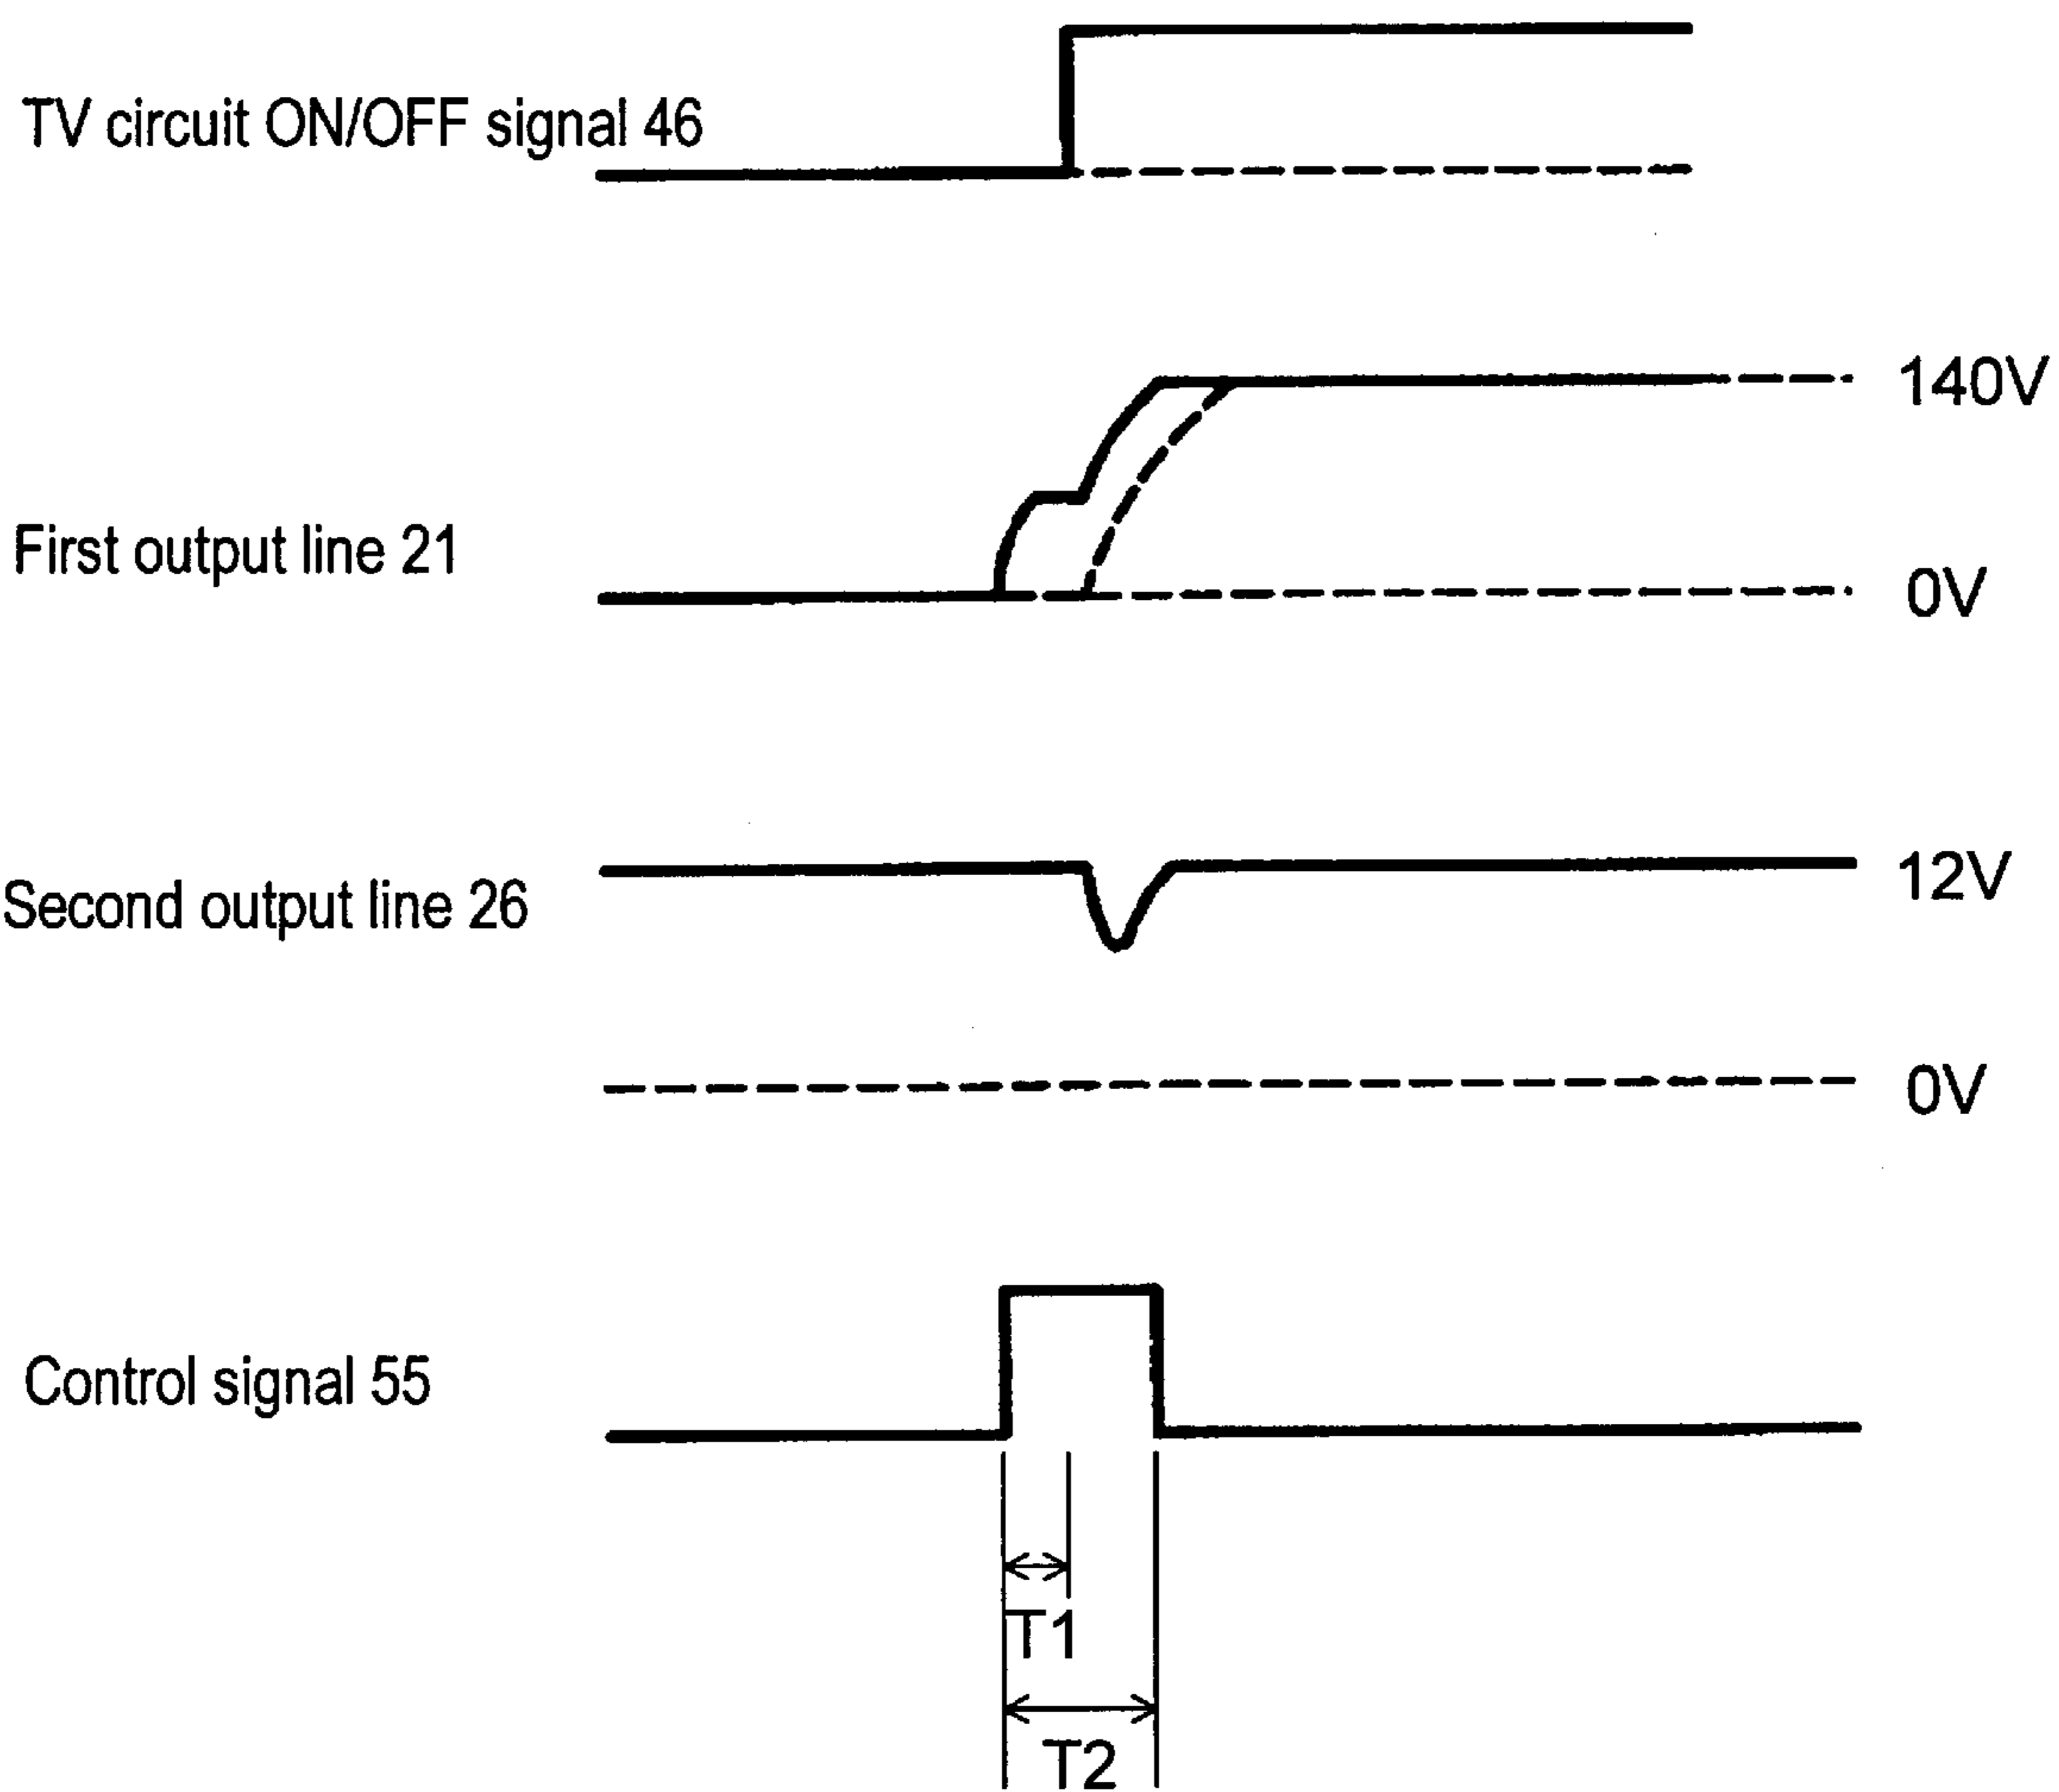 TV circuit ON/OFF signal 46
140V
First output line 21
0V
12V
Second output line 26
0V
Control signal 55
T1
T2